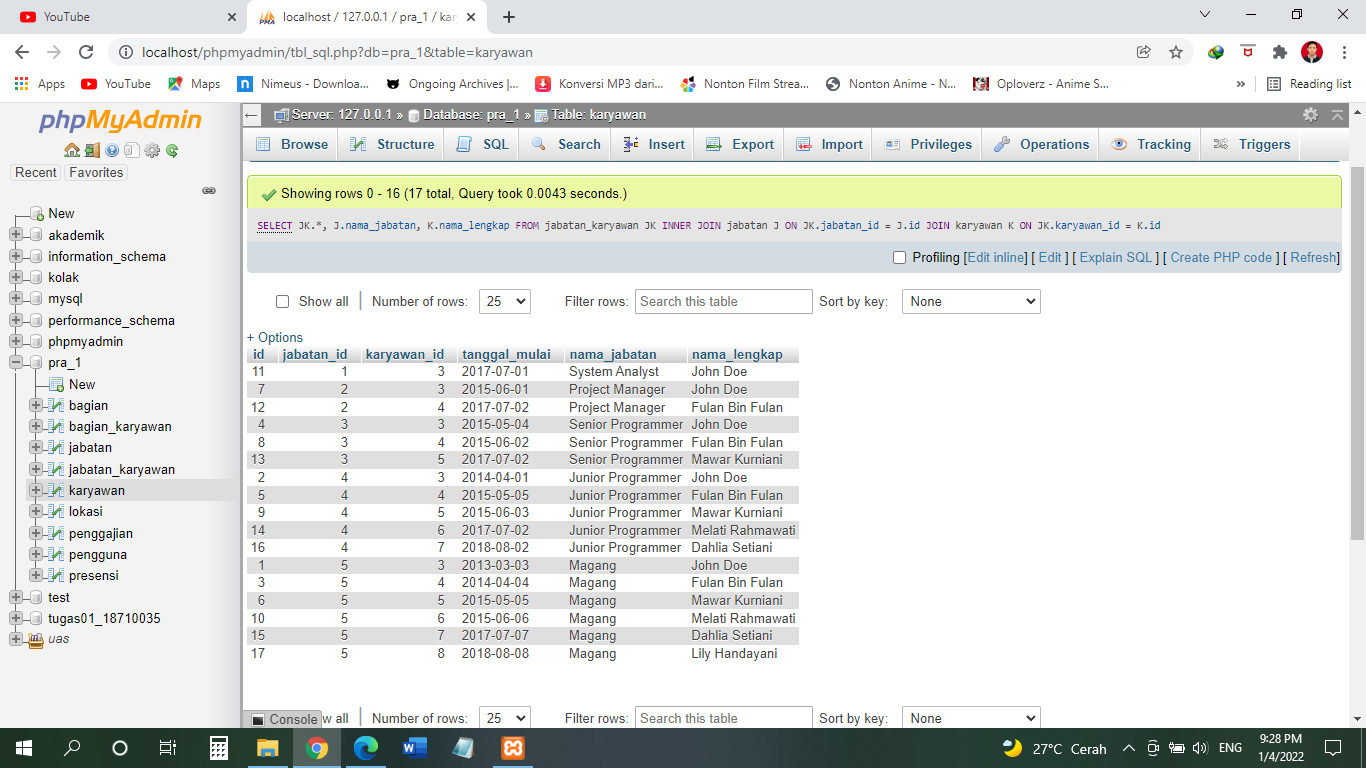 YouTube
localhost / 127.0.0.1 / pra_1 / kar
localhost/phpmyadmin/tbl_sql.php?db=pra_1&table=karyawan
Apps YouTube Maps Nimeus - Downloa... Ongoing Archives |... Konversi MP3 dari... Nonton Film Strea... Nonton Anime - N... Oploverz - Anime S... » Reading list
phpMyAdmin
Recent Favorites
New
akademik
information_schema
kolak
mysql
performance_schema
phpmyadmin
pra_1
New
bagian
bagian_karyawan
jabatan
jabatan_karyawan
karyawan
lokasi
penggajian
pengguna
presensi
test
tugas01_18710035
uas
Server: 127.0.0.1 » Database: pra_1 » Table: karyawan
Browse Structure SQL Search Insert Export Import Privileges Operations Tracking Triggers
Showing rows 0 - 16 (17 total, Query took 0.0043 seconds.)
SELECT JK.*, J.nama_jabatan, K.nama_lengkap FROM jabatan_karyawan JK INNER JOIN jabatan J ON JK.jabatan_id = J.id JOIN karyawan K ON JK.karyawan_id = K.id
Profiling [Edit inline] [ Edit ] [ Explain SQL ] [ Create PHP code ] [ Refresh]
Show all Number of rows: 25 Filter rows: Search this table Sort by key: None
+ Options
id jabatan_id karyawan_id tanggal_mulai nama_jabatan nama_lengkap
11 1 3 2017-07-01 System Analyst John Doe
7 2 3 2015-06-01 Project Manager John Doe
12 2 4 2017-07-02 Project Manager Fulan Bin Fulan
4 3 3 2015-05-04 Senior Programmer John Doe
8 3 4 2015-06-02 Senior Programmer Fulan Bin Fulan
13 3 5 2017-07-02 Senior Programmer Mawar Kurniani
2 4 3 2014-04-01 Junior Programmer John Doe
5 4 4 2015-05-05 Junior Programmer Fulan Bin Fulan
9 4 5 2015-06-03 Junior Programmer Mawar Kurniani
14 4 6 2017-07-02 Junior Programmer Melati Rahmawati
16 4 7 2018-08-02 Junior Programmer Dahlia Setiani
1 5 3 2013-03-03 Magang John Doe
3 5 4 2014-04-04 Magang Fulan Bin Fulan
6 5 5 2015-05-05 Magang Mawar Kurniani
10 5 6 2015-06-06 Magang Melati Rahmawati
15 5 7 2017-07-07 Magang Dahlia Setiani
17 5 8 2018-08-08 Magang Lily Handayani
Console w all Number of rows: 25 Filter rows: Search this table Sort by key: None
27°C Cerah ENG 9:28 PM
1/4/2022